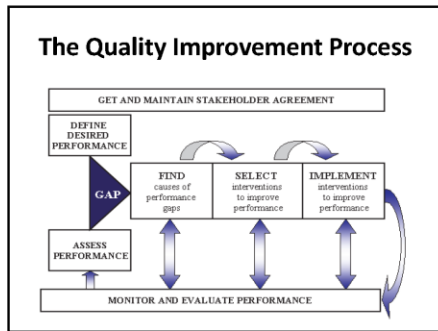 The Quality Improvement Process
GET AND MAINTAIN STAKEHOLDER AGREEMENT
DEFINE
DESIRED
PERFORMANCE
GAP
FIND
causes of
performance
gaps
SELECT
interventions
to improve
performance
IMPLEMENT
interventions
to improve
performance
ASSESS
PERFORMANCE
MONITOR AND EVALUATE PERFORMANCE